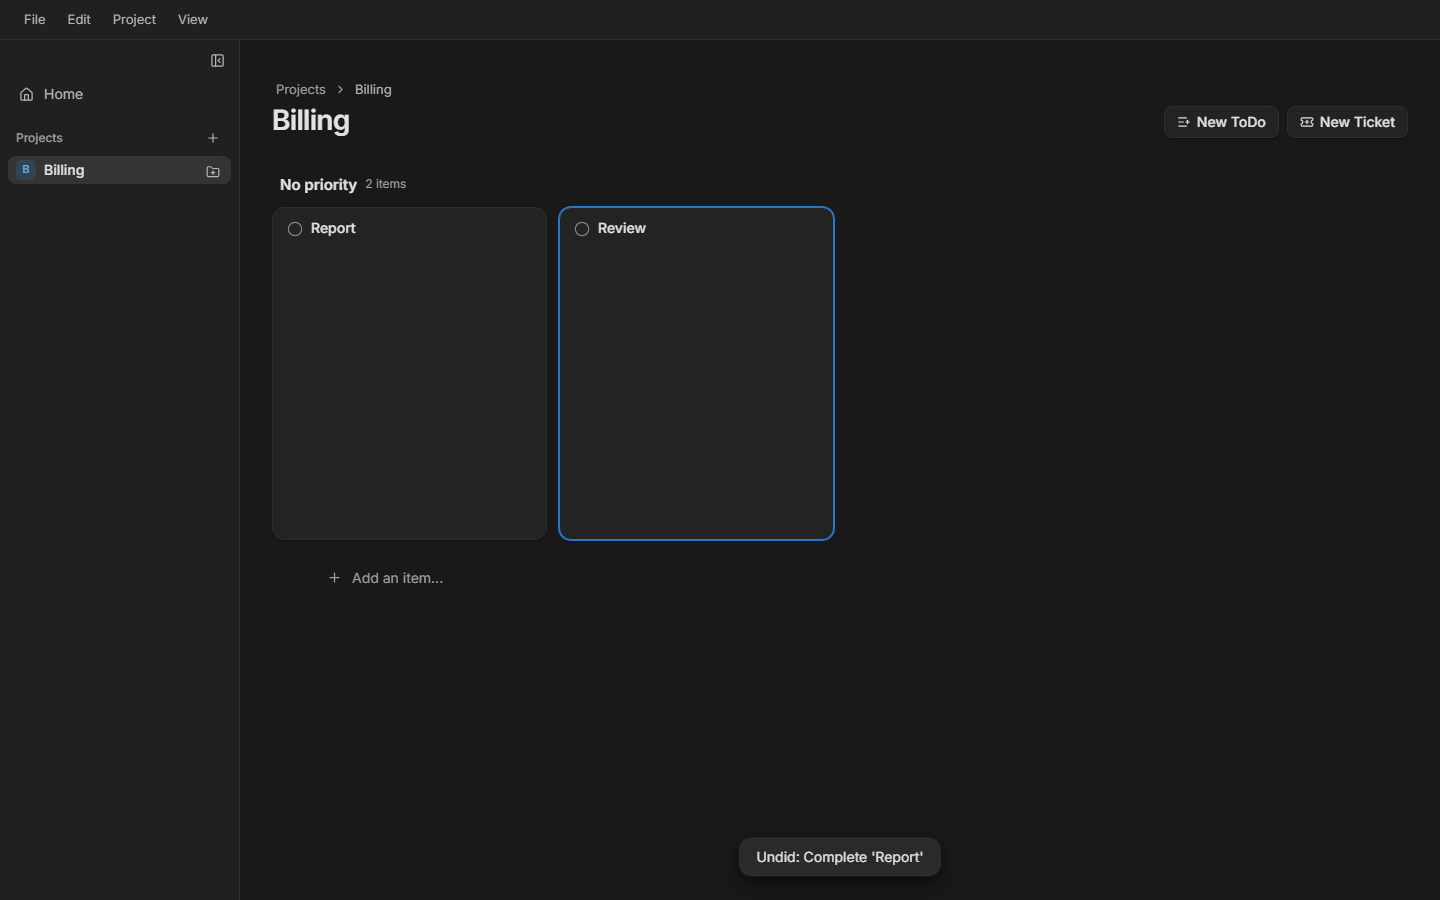 File Edit Project View
Home
Projects
B Billing
Projects > Billing
Billing
New ToDo New Ticket
No priority 2 items
Report Review
Add an item...
Undid: Complete 'Report'